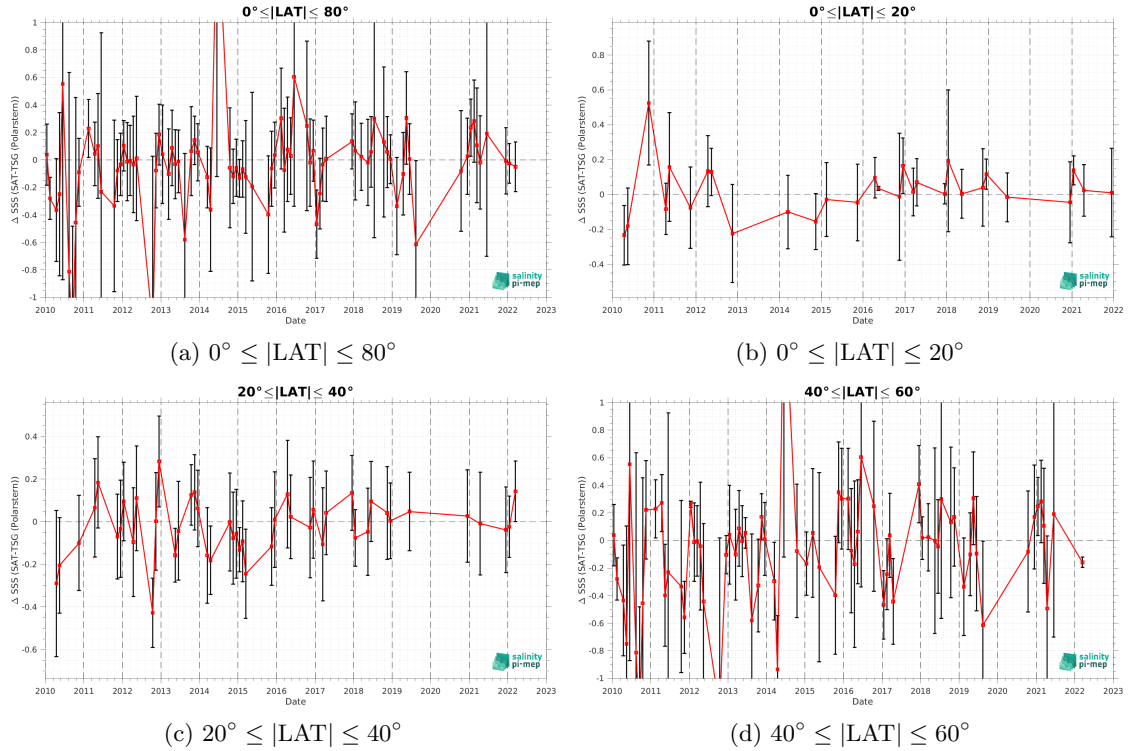 0°≤|LAT|≤ 80°
Δ SSS (SAT-TSG (Polarstern))
1
0.8
0.6
0.4
0.2
0
-0.2
-0.4
-0.6
-0.8
-1
2010 2011 2012 2013 2014 2015 2016 2017 2018 2019 2020 2021 2022 2023
Date
salinity
pi-mep
(a) 0° ≤ |LAT| ≤ 80°
0°≤|LAT|≤ 20°
Δ SSS (SAT-TSG (Polarstern))
0.8
0.6
0.4
0.2
0
-0.2
-0.4
2010 2011 2012 2013 2014 2015 2016 2017 2018 2019 2020 2021 2022
Date
salinity
pi-mep
(b) 0° ≤ |LAT| ≤ 20°
20°≤|LAT|≤ 40°
Δ SSS (SAT-TSG (Polarstern))
0.4
0.2
0
-0.2
-0.4
-0.6
2010 2011 2012 2013 2014 2015 2016 2017 2018 2019 2020 2021 2022 2023
Date
salinity
pi-mep
(c) 20° ≤ |LAT| ≤ 40°
40°≤|LAT|≤ 60°
Δ SSS (SAT-TSG (Polarstern))
1
0.8
0.6
0.4
0.2
0
-0.2
-0.4
-0.6
-0.8
-1
2010 2011 2012 2013 2014 2015 2016 2017 2018 2019 2020 2021 2022 2023
Date
salinity
pi-mep
(d) 40° ≤ |LAT| ≤ 60°